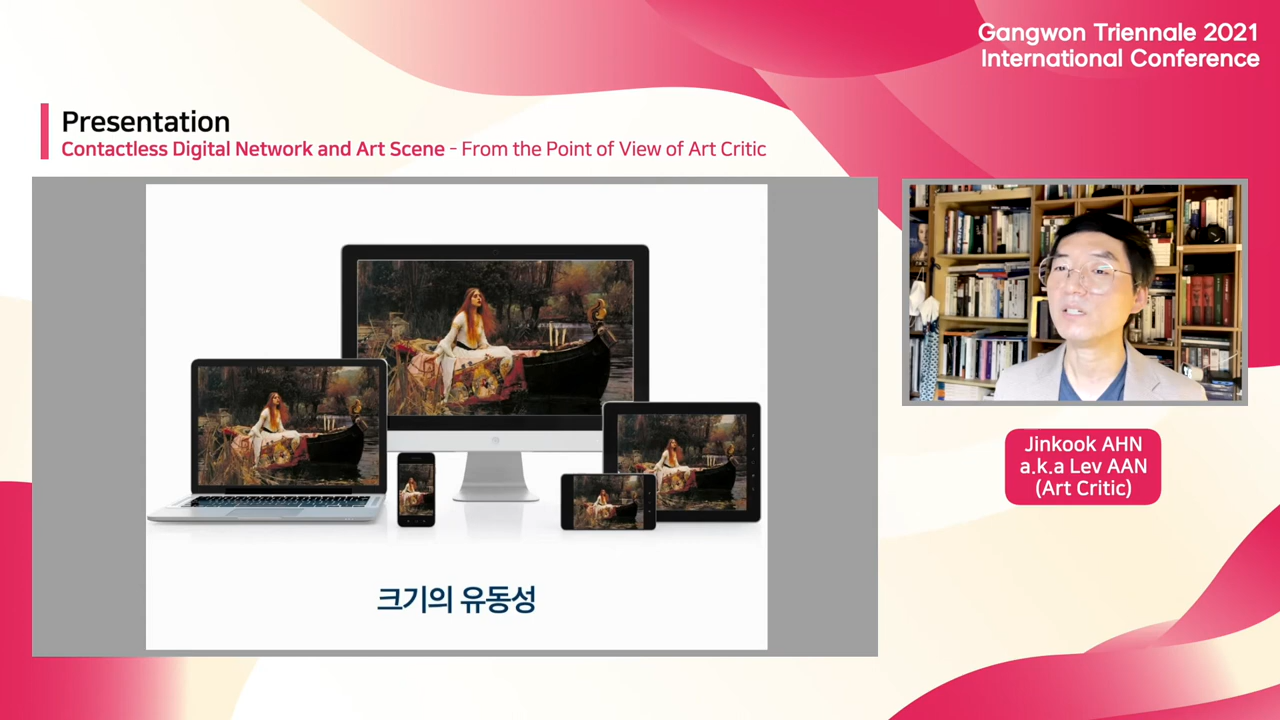 Gangwon Triennale 2021
International Conference
Presentation
Contactless Digital Network and Art Scene - From the Point of View of Art Critic
크기의 유동성
Jinkook AHN
a.k.a Lev AAN
(Art Critic)